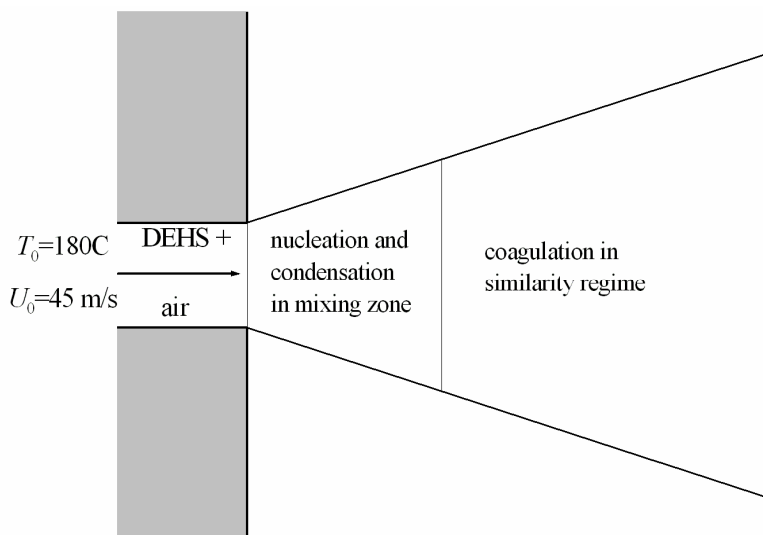 T₀=180C
U₀=45 m/s
DEHS +
air
nucleation and
condensation
in mixing zone
coagulation in
similarity regime